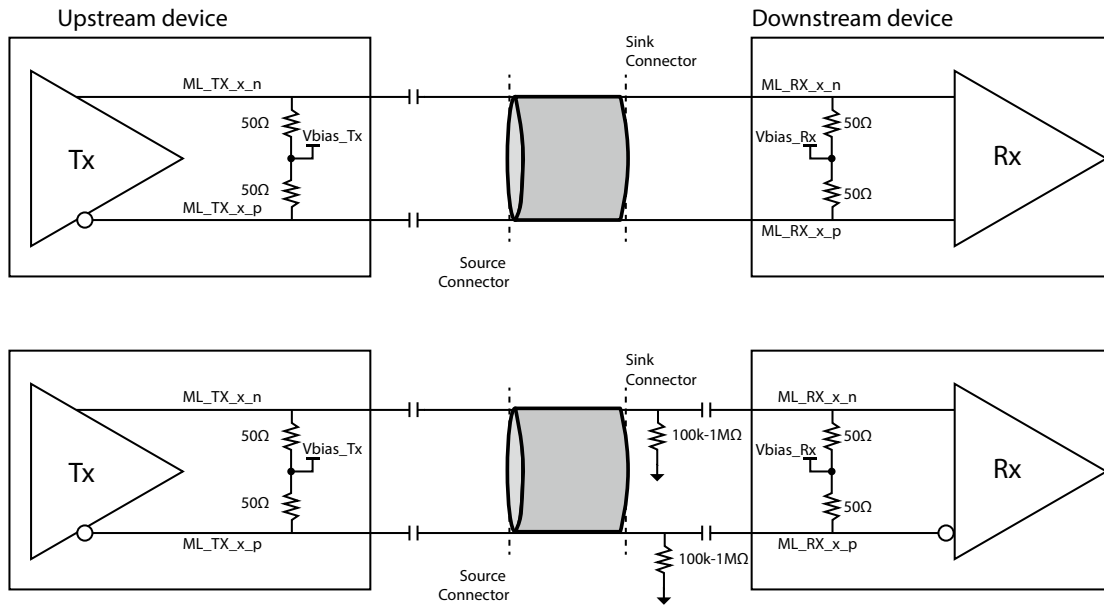 Upstream device
Downstream device
Sink
Connector
ML_TX_x_n
ML_RX_x_n
50Ω
Vbias_Tx
Vbias_Rx
50Ω
Tx
Rx
50Ω
50Ω
ML_TX_x_p
ML_RX_x_p
Source
Connector
Sink
Connector
ML_TX_x_n
ML_RX_x_n
50Ω
100k-1MΩ
50Ω
Vbias_Tx
Vbias_Rx
Tx
Rx
50Ω
50Ω
ML_TX_x_p
100k-1MΩ
ML_RX_x_p
Source
Connector